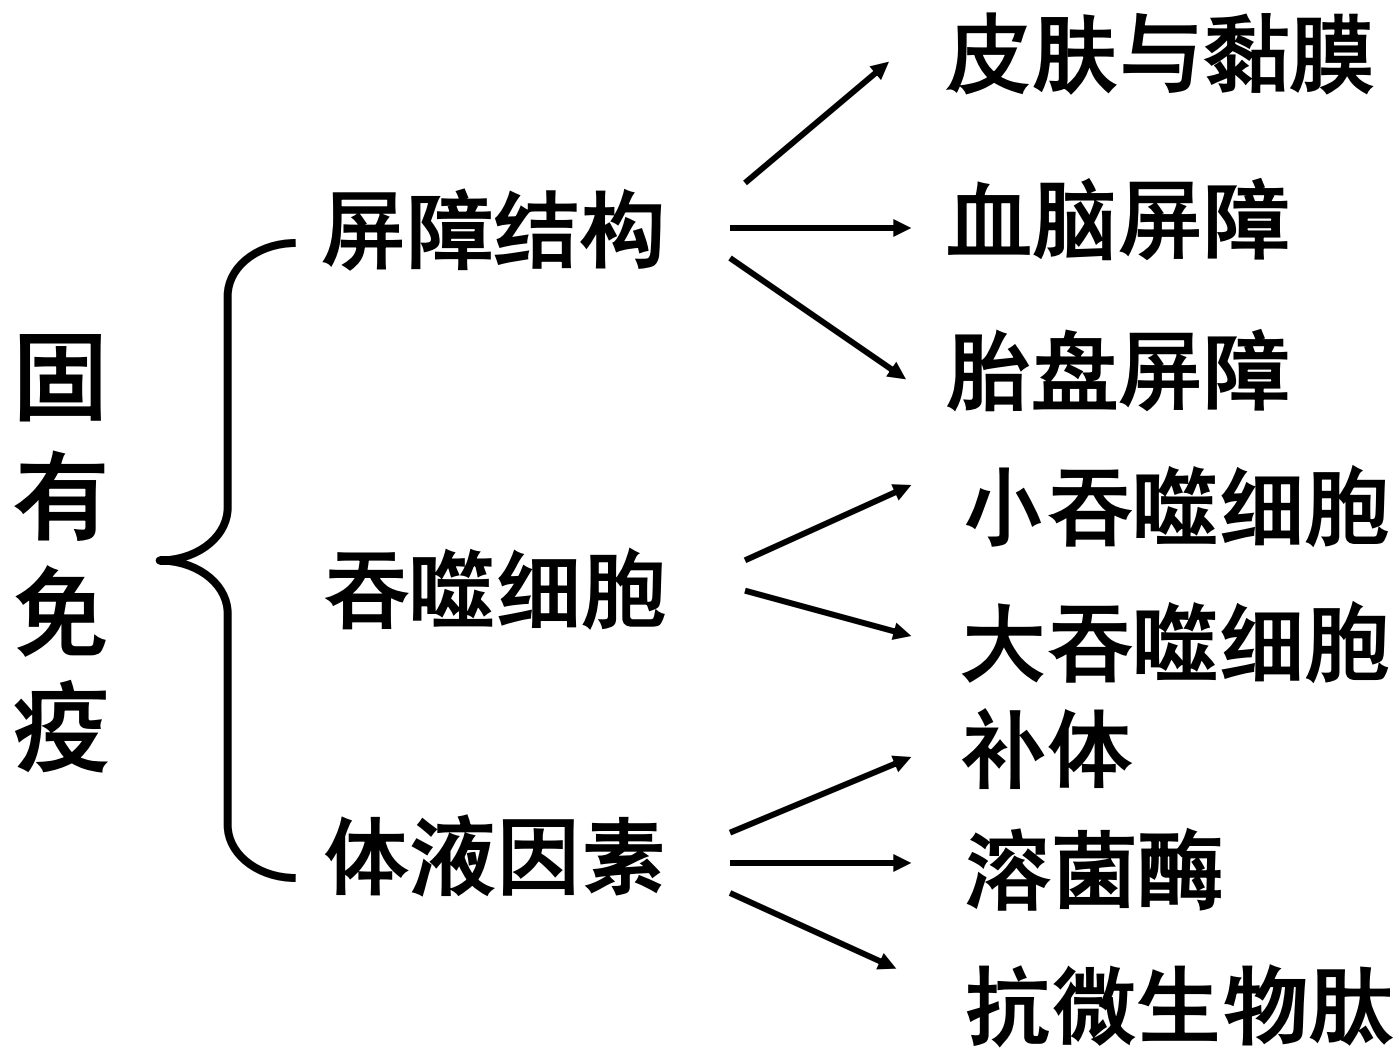 固有免疫
屏障结构
皮肤与黏膜
血脑屏障
胎盘屏障
吞噬细胞
小吞噬细胞
大吞噬细胞
体液因素
补体
溶菌酶
抗微生物肽